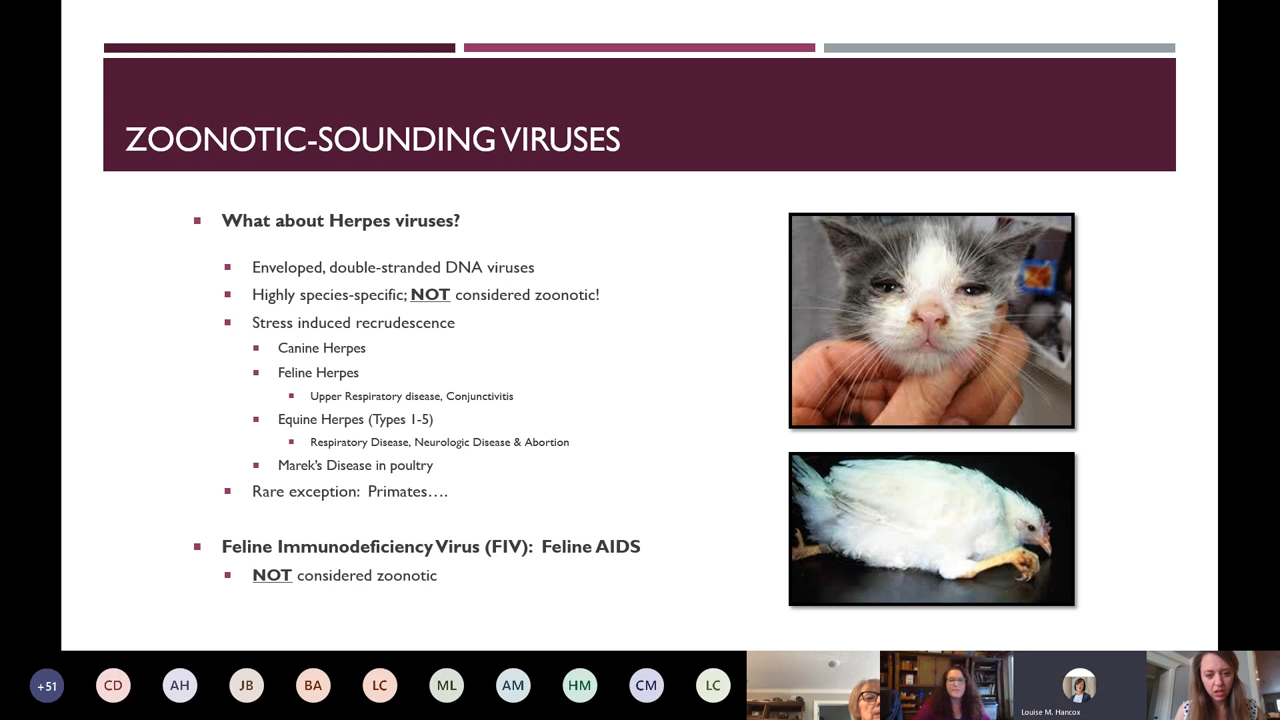 ZOONOTIC-SOUNDING VIRUSES
What about Herpes viruses?
Enveloped, double-stranded DNA viruses
Highly species-specific; NOT considered zoonotic!
Stress induced recrudescence
Canine Herpes
Feline Herpes
Upper Respiratory disease, Conjunctivitis
Equine Herpes (Types 1-5)
Respiratory Disease, Neurologic Disease & Abortion
Marek's Disease in poultry
Rare exception: Primates….
Feline Immunodeficiency Virus (FIV): Feline AIDS
NOT considered zoonotic
+51
CD
AH
JB
BA
LC
ML
AM
HM
CM
LC
Louise M. Hancox